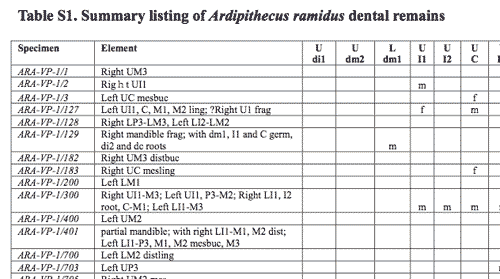 Table S1. Summary listing of Ardipithecus ramidus dental remains
Specimen Element U di1 U dm2 L dm1 U I1 U I2 U C
ARA-VP-1/1 Right UM3
ARA-VP-1/2 Rig h t UI1 m
ARA-VP-1/3 Left UC mesbuc f
ARA-VP-1/127 Left UI1, C, M1, M2 ling; ?Right U1 frag f m
ARA-VP-1/128 Right LP3-LM3, Left LI2-LM2
ARA-VP-1/129 Right mandible frag; with dm1, I1 and C germ,
di2 and dc roots m
ARA-VP-1/182 Right UM3 distbuc
ARA-VP-1/183 Right UC mesling f
ARA-VP-1/200 Left LM1
ARA-VP-1/300 Right UI1-M3; Left UI1, P3-M2; Right LI1, I2
root, C-M1; Left LI1-M3 m m m
ARA-VP-1/400 Left UM2
ARA-VP-1/401 partial mandible; with right LI1-M1, M2 dist;
Left LI1-P3, M1, M2 mesbuc, M3
ARA-VP-1/700 Left LM2 distling
ARA-VP-1/703 Left UP3